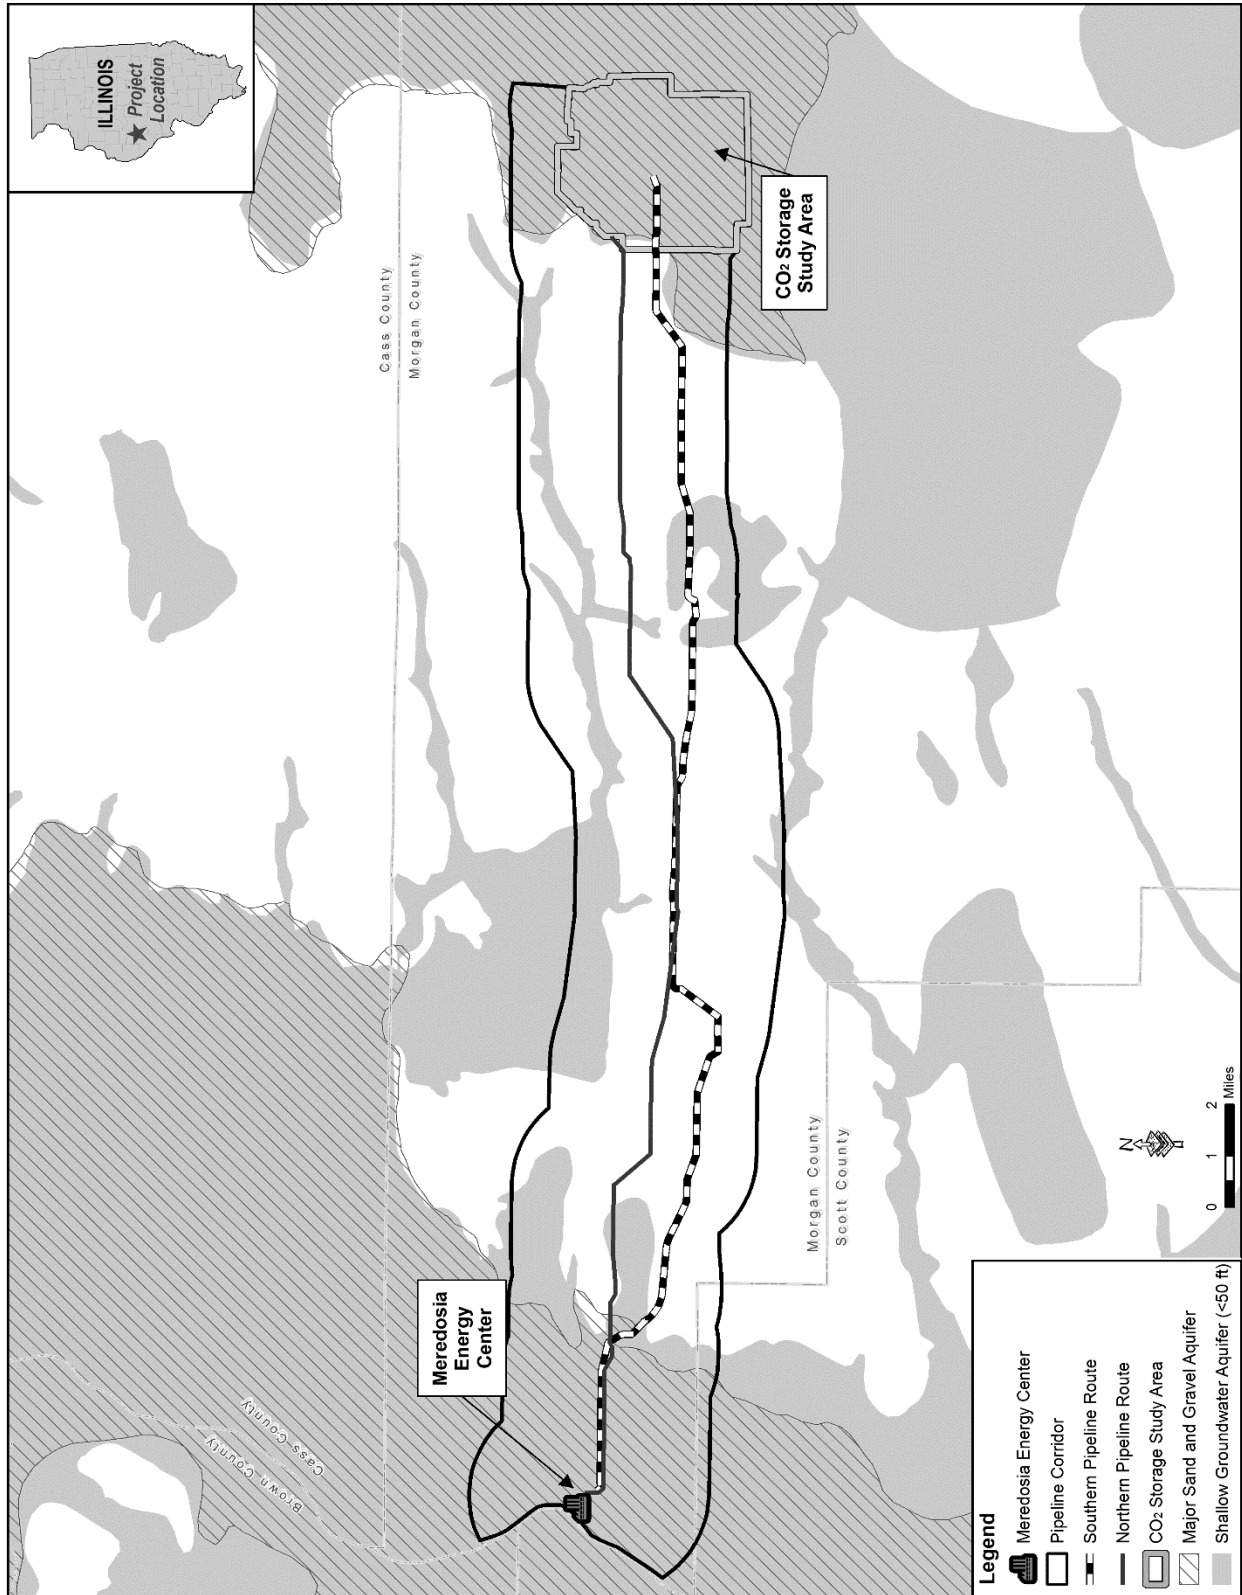 ILLINOIS
Project
Location
Cass County
Morgan County
Brown County
Cass County
Meredosia
Energy
Center
CO2 Storage
Study Area
Morgan County
Scott County
N
0 1 2
Miles
Legend
Meredosia Energy Center
Pipeline Corridor
Southern Pipeline Route
Northern Pipeline Route
CO2 Storage Study Area
Major Sand and Gravel Aquifer
Shallow Groundwater Aquifer (<50 ft)